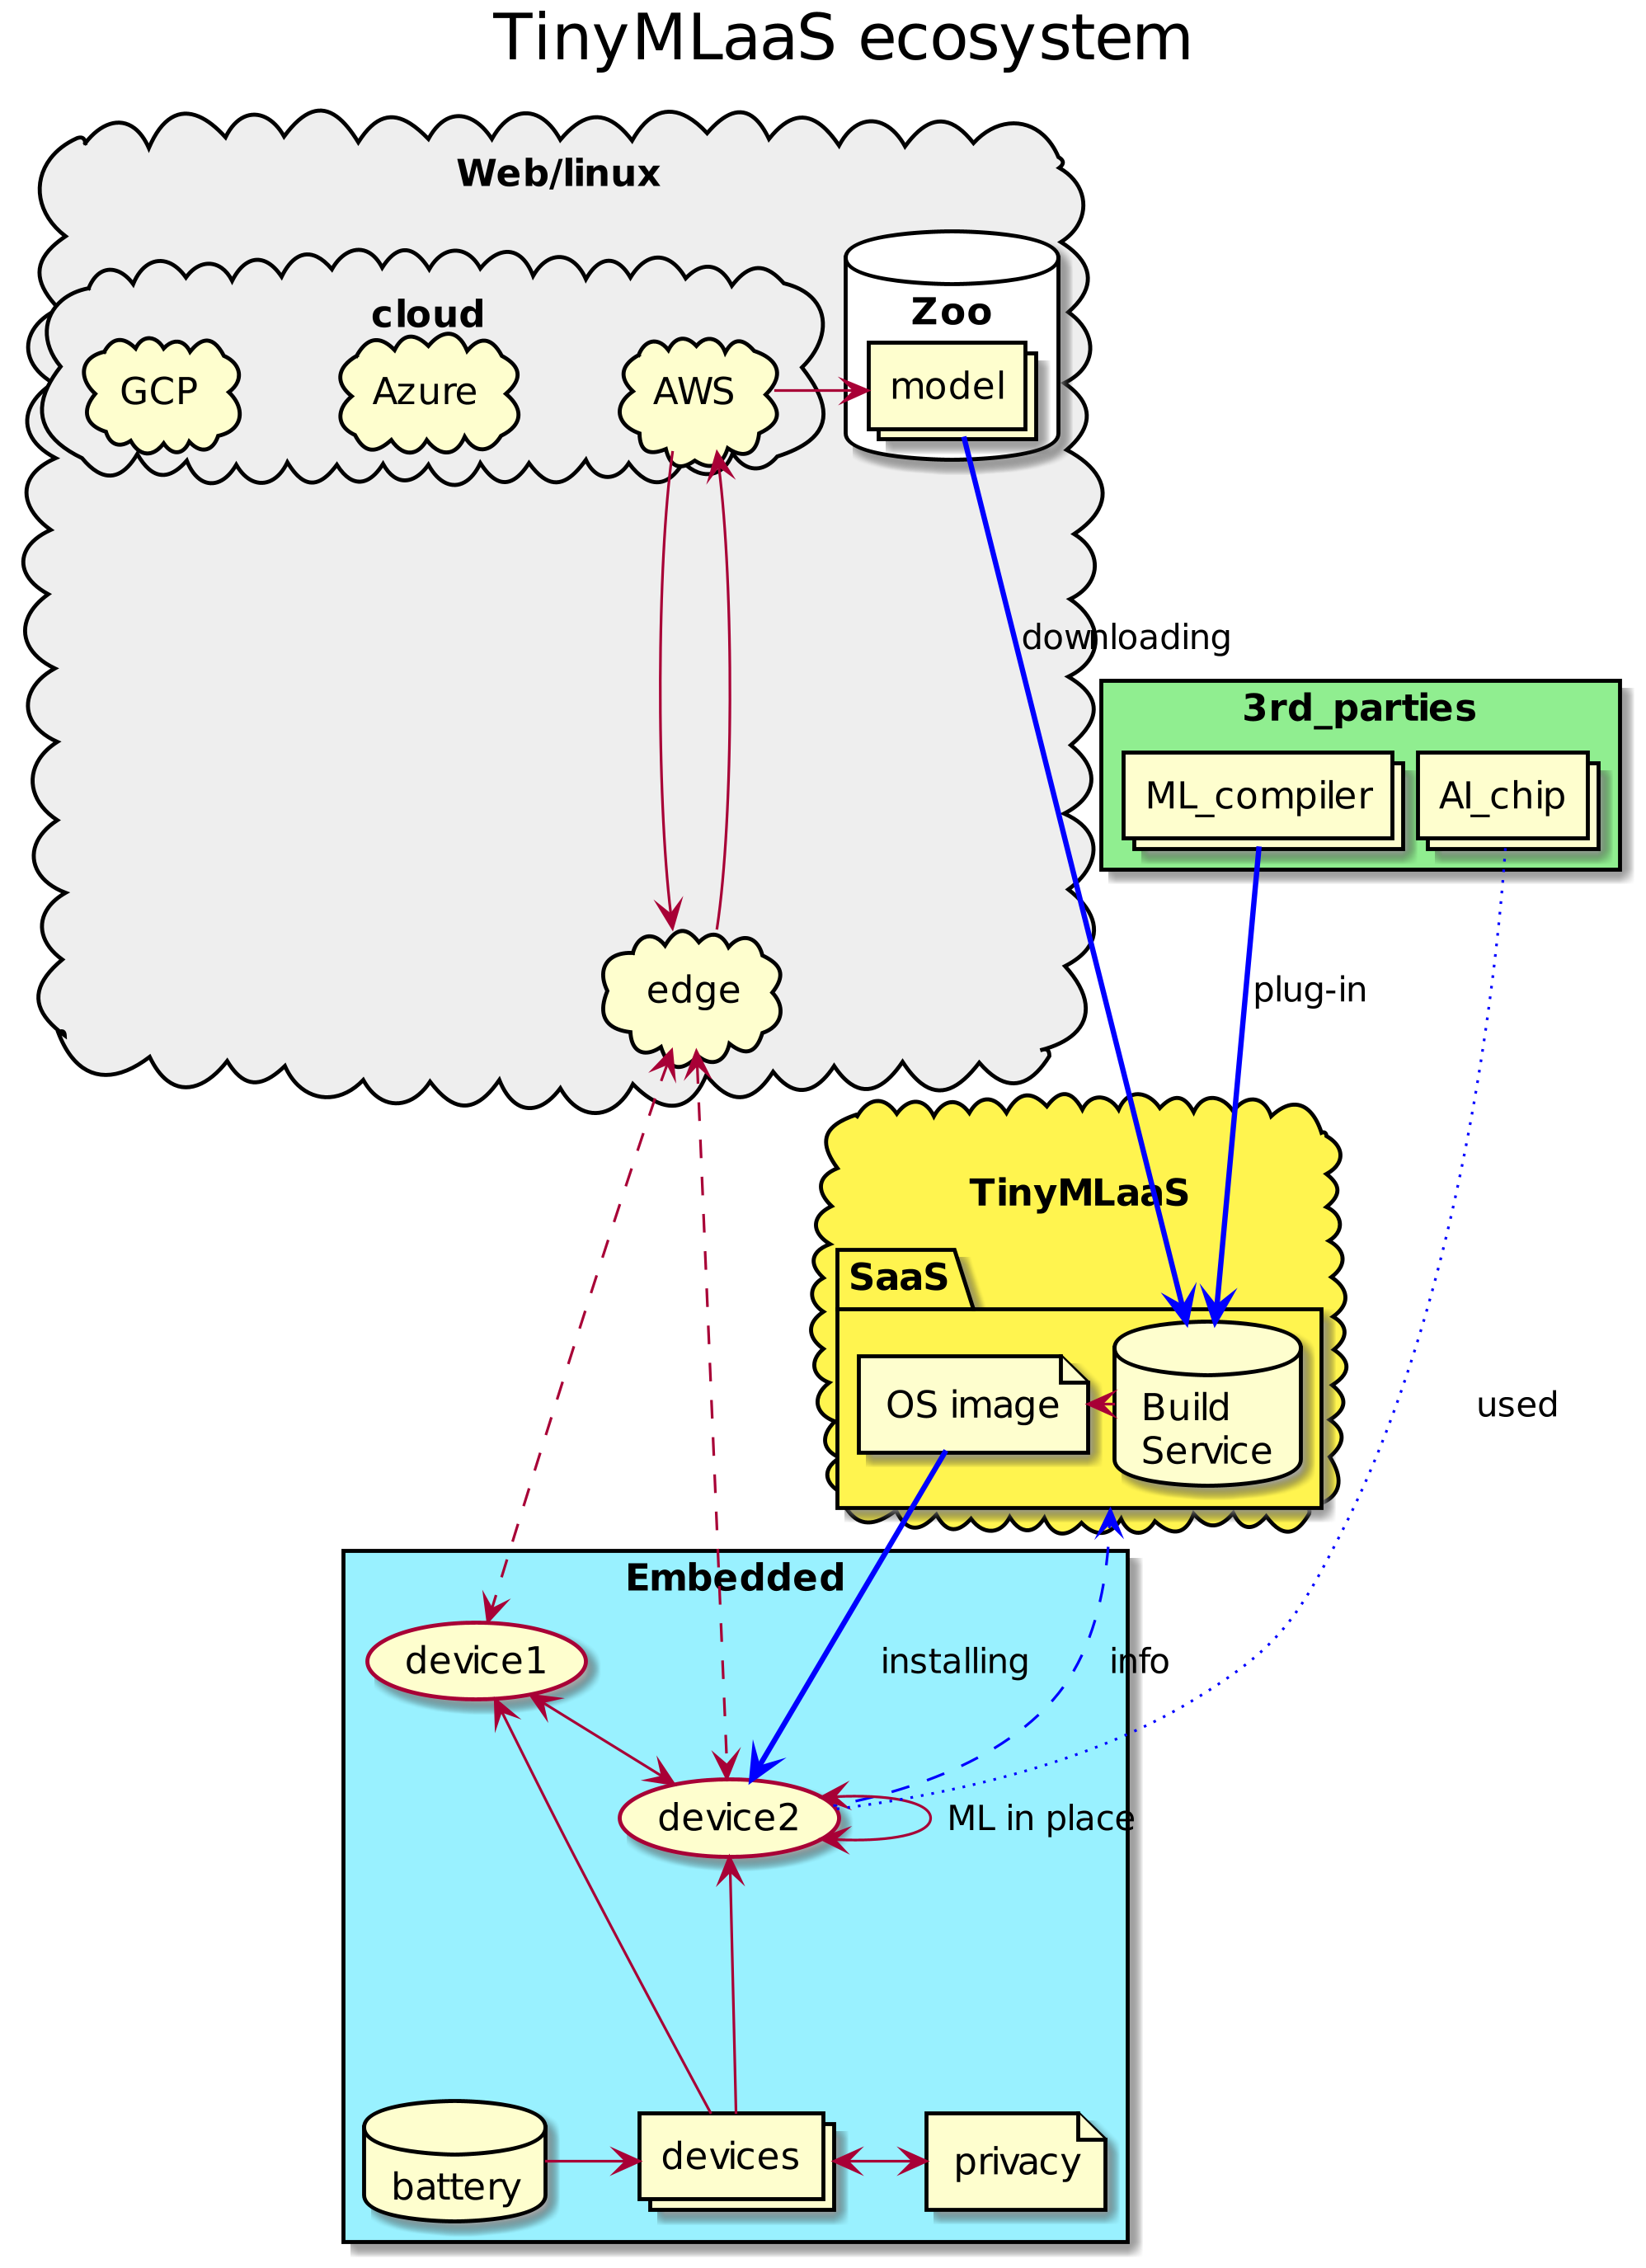 TinyMLaaS ecosystem
Web/linux
cloud
Zoo
GCP
Azure
AWS
model
downloading
3rd_parties
ML_compiler
AI_chip
edge
plug-in
TinyMLaaS
SaaS
OS image
Build
Service
used
Embedded
device1
installing
info
device2
ML in place
battery
devices
privacy